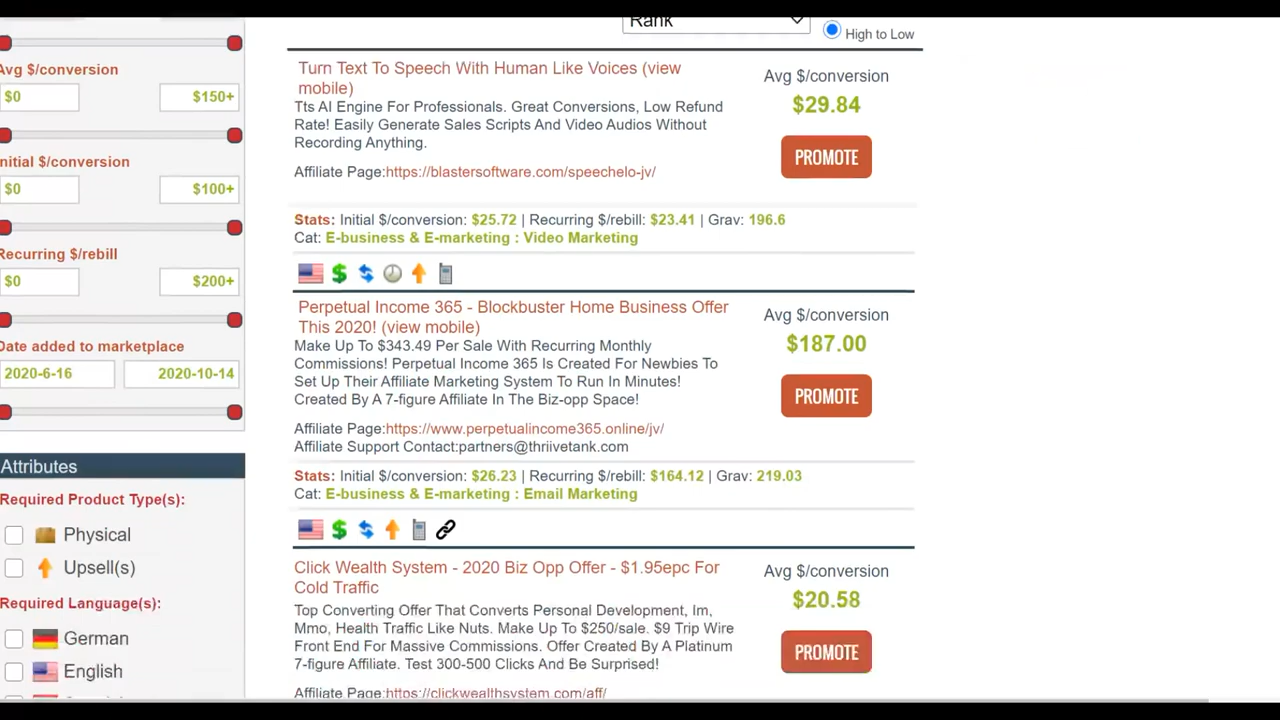 Rank
High to Low
Avg $/conversion
$0
$150+
Initial $/conversion
$0
$100+
Recurring $/rebill
$0
$200+
Date added to marketplace
2020-6-16
2020-10-14
Attributes
Required Product Type(s):
Physical
Upsell(s)
Required Language(s):
German
English
Turn Text To Speech With Human Like Voices (view
mobile)
Tts AI Engine For Professionals. Great Conversions, Low Refund
Rate! Easily Generate Sales Scripts And Video Audios Without
Recording Anything.
Affiliate Page:https://blastersoftware.com/speechelo-jv/
Avg $/conversion
$29.84
PROMOTE
Stats: Initial $/conversion: $25.72 | Recurring $/rebill: $23.41 | Grav: 196.6
Cat: E-business & E-marketing : Video Marketing
Perpetual Income 365 - Blockbuster Home Business Offer
This 2020! (view mobile)
Make Up To $343.49 Per Sale With Recurring Monthly
Commissions! Perpetual Income 365 Is Created For Newbies To
Set Up Their Affiliate Marketing System To Run In Minutes!
Created By A 7-figure Affiliate In The Biz-opp Space!
Affiliate Page:https://www.perpetualincome365.online/jv/
Affiliate Support Contact:partners@thriivetank.com
Avg $/conversion
$187.00
PROMOTE
Stats: Initial $/conversion: $26.23 | Recurring $/rebill: $164.12 | Grav: 219.03
Cat: E-business & E-marketing : Email Marketing
Click Wealth System - 2020 Biz Opp Offer - $1.95epc For
Cold Traffic
Top Converting Offer That Converts Personal Development, Im,
Mmo, Health Traffic Like Nuts. Make Up To $250/sale. $9 Trip Wire
Front End For Massive Commissions. Offer Created By A Platinum
7-figure Affiliate. Test 300-500 Clicks And Be Surprised!
Affiliate Page:https://clickwealthsystem.com/aff/
Avg $/conversion
$20.58
PROMOTE